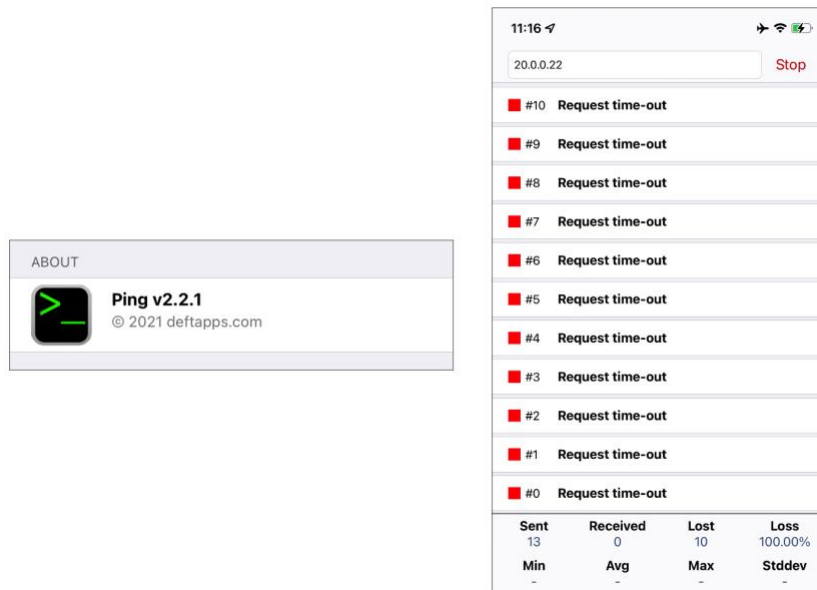 ABOUT
>_
Ping v2.2.1
© 2021 deftapps.com
11:16
20.0.0.22 Stop
#10 Request time-out
#9 Request time-out
#8 Request time-out
#7 Request time-out
#6 Request time-out
#5 Request time-out
#4 Request time-out
#3 Request time-out
#2 Request time-out
#1 Request time-out
#0 Request time-out
Sent Received Lost Loss
13 0 10 100.00%
Min Avg Max Stddev
- - - -